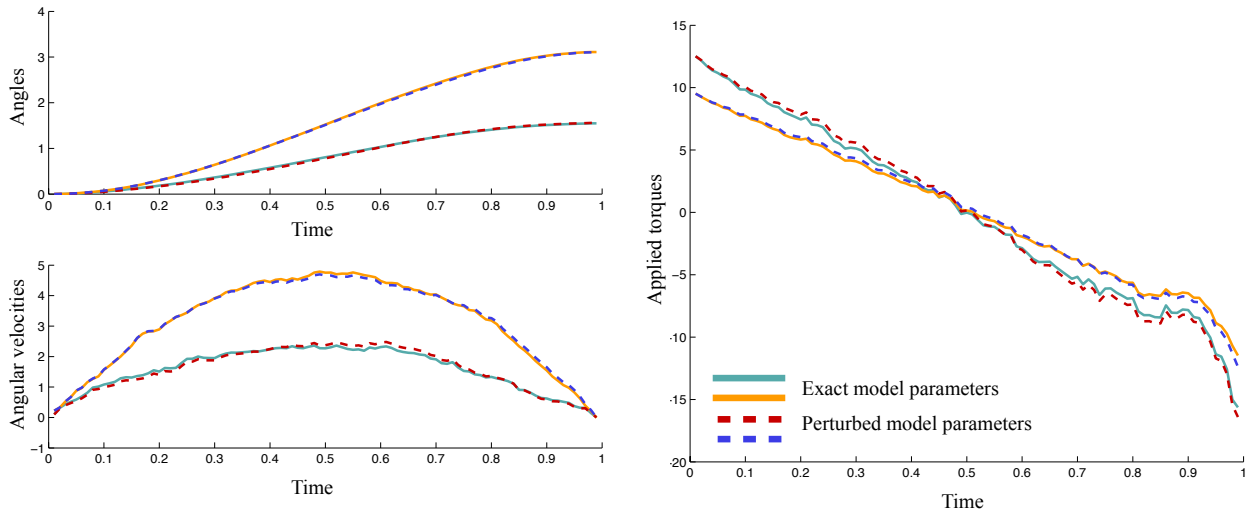 4
3
2
1
0
Angles
0 0.1 0.2 0.3 0.4 0.5 0.6 0.7 0.8 0.9 1
Time
5
4
3
2
1
0
−1
Angular velocities
0 0.1 0.2 0.3 0.4 0.5 0.6 0.7 0.8 0.9 1
Time
15
10
5
0
−5
−10
−15
−20
Applied torques
Exact model parameters
Perturbed model parameters
0 0.1 0.2 0.3 0.4 0.5 0.6 0.7 0.8 0.9 1
Time